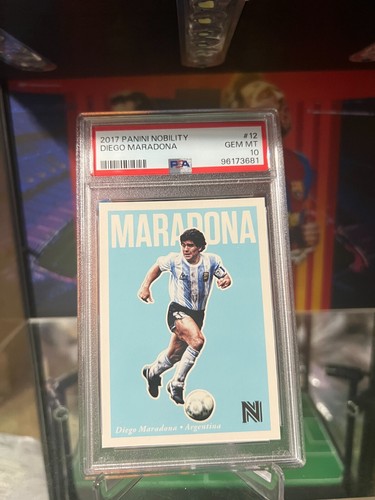 2017 PANINI NOBILITY #12
DIEGO MARADONA GEM MT
10
PSA 96173681
MARADONA
N
Diego Maradona • Argentina